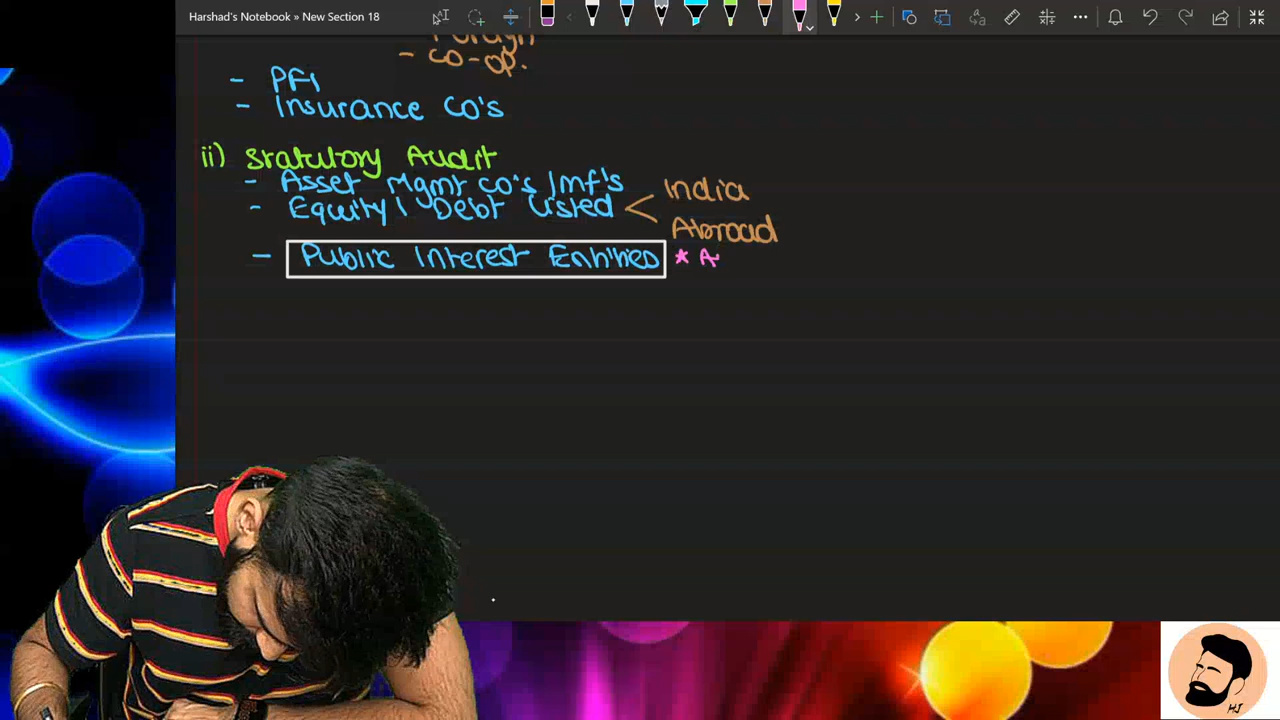 Harshad's Notebook » New Section 18
- CO-OP.
- PFI
- Insurance CO's
ii) Statutory Audit
- Asset Mgmt CO's / MF's
- Equity / Debt Listed < India
Abroad
- Public Interest Entities * A
HJ